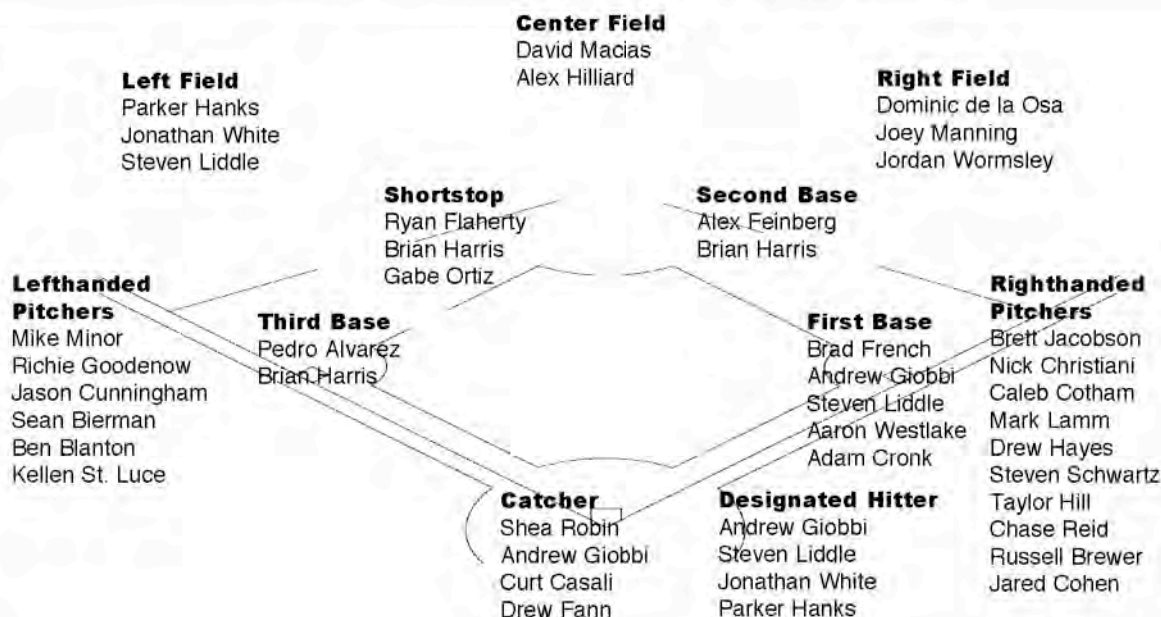 Center Field
David Macias
Alex Hilliard
Left Field
Parker Hanks
Jonathan White
Steven Liddle
Right Field
Dominic de la Osa
Joey Manning
Jordan Wormsley
Shortstop
Ryan Flaherty
Brian Harris
Gabe Ortiz
Second Base
Alex Feinberg
Brian Harris
Lefthanded
Pitchers
Mike Minor
Richie Goodenow
Jason Cunningham
Sean Bierman
Ben Blanton
Kellen St. Luce
Third Base
Pedro Alvarez
Brian Harris
First Base
Brad French
Andrew Giobbi
Steven Liddle
Aaron Westlake
Adam Cronk
Righthanded
Pitchers
Brett Jacobson
Nick Christiani
Caleb Cotham
Mark Lamm
Drew Hayes
Steven Schwartz
Taylor Hill
Chase Reid
Russell Brewer
Jared Cohen
Catcher
Shea Robin
Andrew Giobbi
Curt Casali
Drew Fann
Designated Hitter
Andrew Giobbi
Steven Liddle
Jonathan White
Parker Hanks